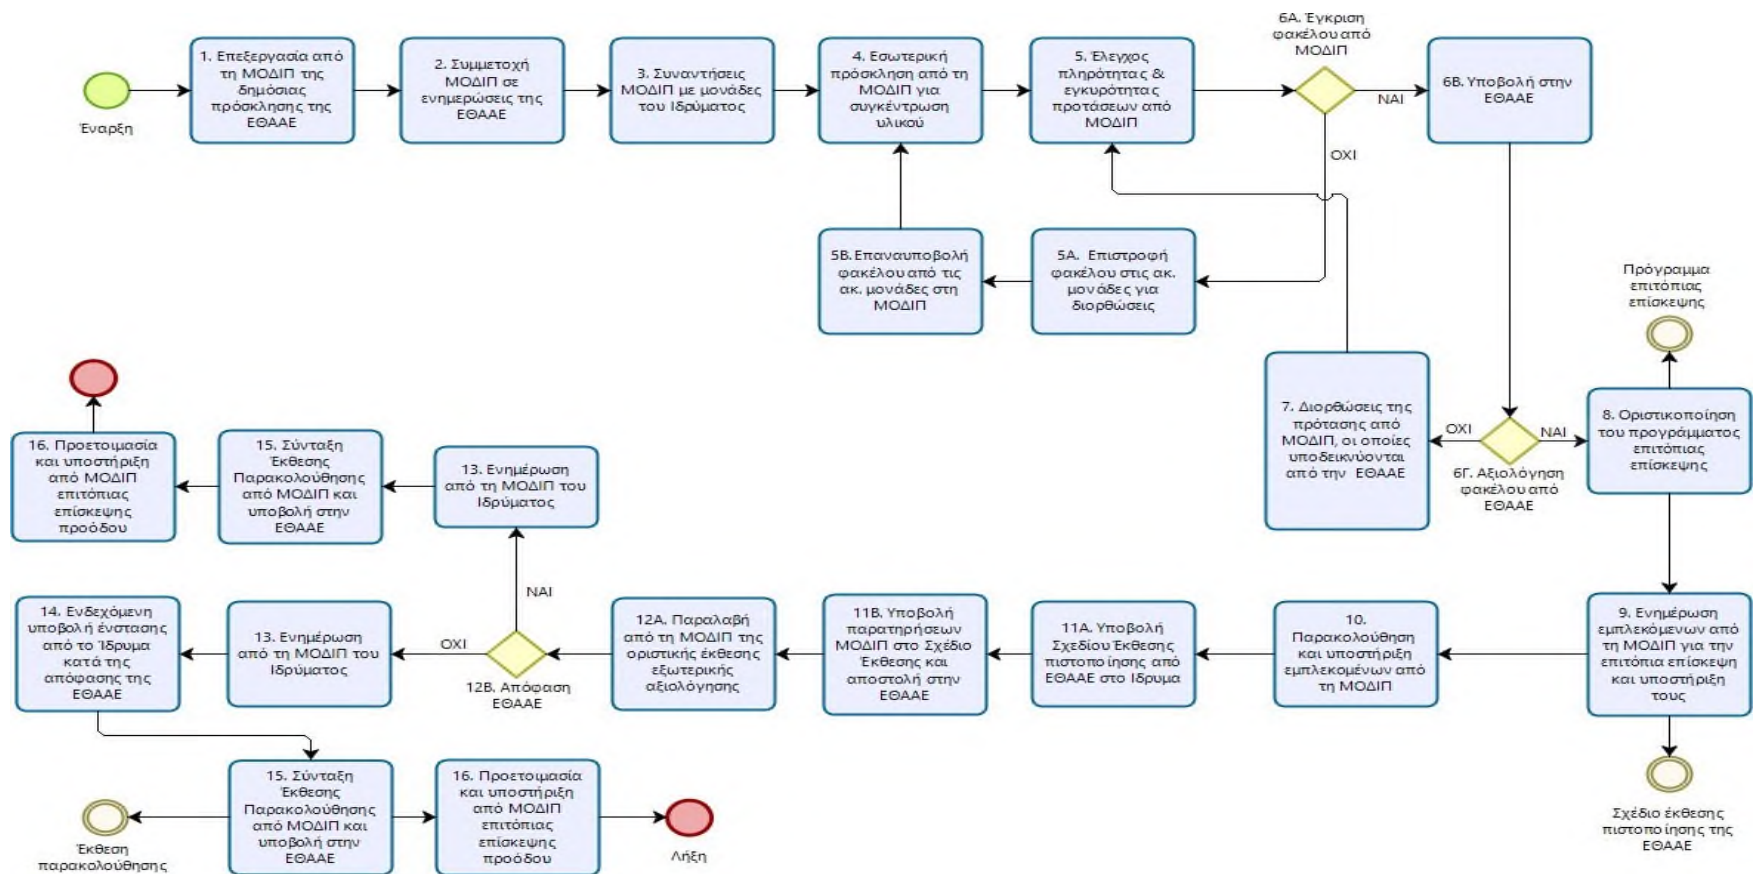 Έναρξη
1. Επεξεργασία από
τη ΜΟΔΙΠ της
δημόσιας
πρόσκλησης της
ΕΘΑΑΕ
2. Συμμετοχή
ΜΟΔΙΠ σε
ενημερώσεις της
ΕΘΑΑΕ
3. Συναντήσεις
ΜΟΔΙΠ με μονάδες
του Ιδρύματος
4. Εσωτερική
πρόσκληση από τη
ΜΟΔΙΠ για
συγκέντρωση
υλικού
5. Έλεγχος
πληρότητας &
εγκυρότητας
προτάσεων από
ΜΟΔΙΠ
6Α. Έγκριση
φακέλου από
ΜΟΔΙΠ
ΝΑΙ
ΟΧΙ
6Β. Υποβολή στην
ΕΘΑΑΕ
5Β. Επαναυποβολή
φακέλου από τις
ακ. μονάδες στη
ΜΟΔΙΠ
5Α. Επιστροφή
φακέλου στις ακ.
μονάδες για
διορθώσεις
Πρόγραμμα
επιτόπιας
επίσκεψης
7. Διορθώσεις της
πρότασης από
ΜΟΔΙΠ, οι οποίες
υποδεικνύονται
από την ΕΘΑΑΕ
ΟΧΙ
ΝΑΙ
6Γ. Αξιολόγηση
φακέλου από
ΕΘΑΑΕ
8. Οριστικοποίηση
του προγράμματος
επιτόπιας
επίσκεψης
16. Προετοιμασία
και υποστήριξη
από ΜΟΔΙΠ
επιτόπιας
επίσκεψης
προόδου
15. Σύνταξη
Έκθεσης
Παρακολούθησης
από ΜΟΔΙΠ και
υποβολή στην
ΕΘΑΑΕ
13. Ενημέρωση
από τη ΜΟΔΙΠ του
Ιδρύματος
ΝΑΙ
14. Ενδεχόμενη
υποβολή ένστασης
από το Ίδρυμα
κατά της
απόφασης της
ΕΘΑΑΕ
13. Ενημέρωση
από τη ΜΟΔΙΠ του
Ιδρύματος
ΟΧΙ
12Β. Απόφαση
ΕΘΑΑΕ
12Α. Παραλαβή
από τη ΜΟΔΙΠ της
οριστικής έκθεσης
εξωτερικής
αξιολόγησης
11Β. Υποβολή
παρατηρήσεων
ΜΟΔΙΠ στο Σχέδιο
Έκθεσης και
αποστολή στην
ΕΘΑΑΕ
11Α. Υποβολή
Σχεδίου Έκθεσης
πιστοποίησης από
ΕΘΑΑΕ στο Ιδρυμα
10.
Παρακολούθηση
και υποστήριξη
εμπλεκομένων από
τη ΜΟΔΙΠ
9. Ενημέρωση
εμπλεκόμενων από
τη ΜΟΔΙΠ για την
επιτόπια επίσκεψη
και υποστήριξη
τους
Έκθεση
παρακολούθησης
15. Σύνταξη
Έκθεσης
Παρακολούθησης
από ΜΟΔΙΠ και
υποβολή στην
ΕΘΑΑΕ
16. Προετοιμασία
και υποστήριξη
από ΜΟΔΙΠ
επιτόπιας
επίσκεψης
προόδου
Λήξη
Σχέδιο έκθεσης
πιστοποίησης της
ΕΘΑΑΕ